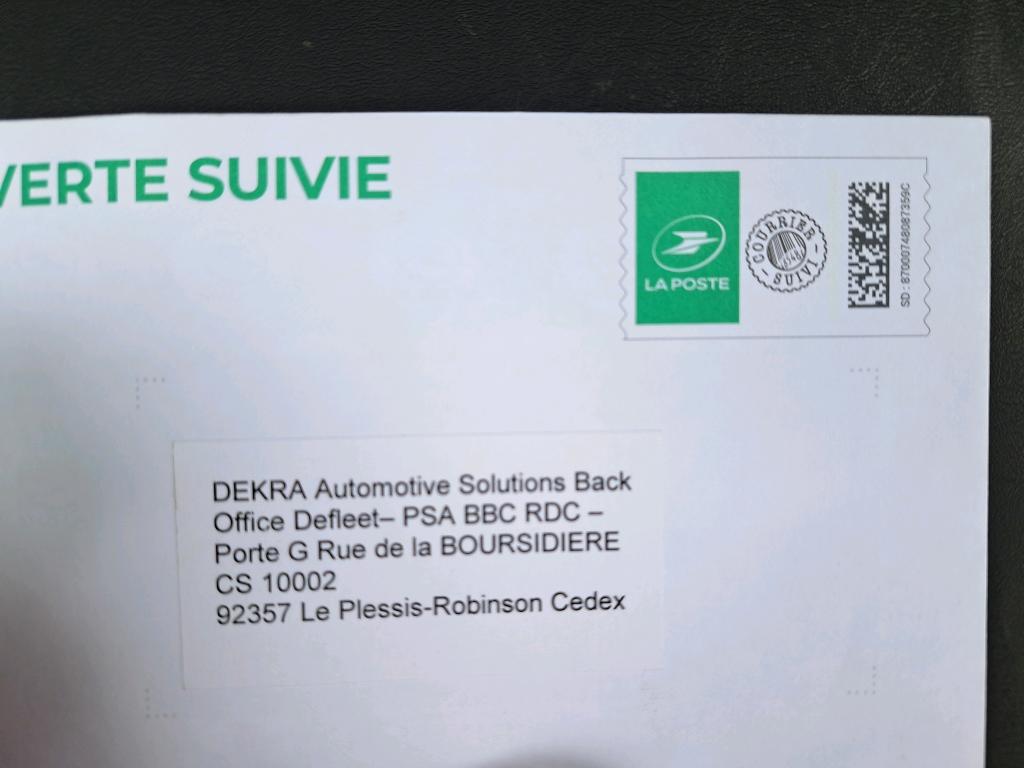 VERTE SUIVIE
LA POSTE
COURRIER
SUIVI
SD : 87000748087359C
DEKRA Automotive Solutions Back
Office Defleet– PSA BBC RDC –
Porte G Rue de la BOURSIDIERE
CS 10002
92357 Le Plessis-Robinson Cedex